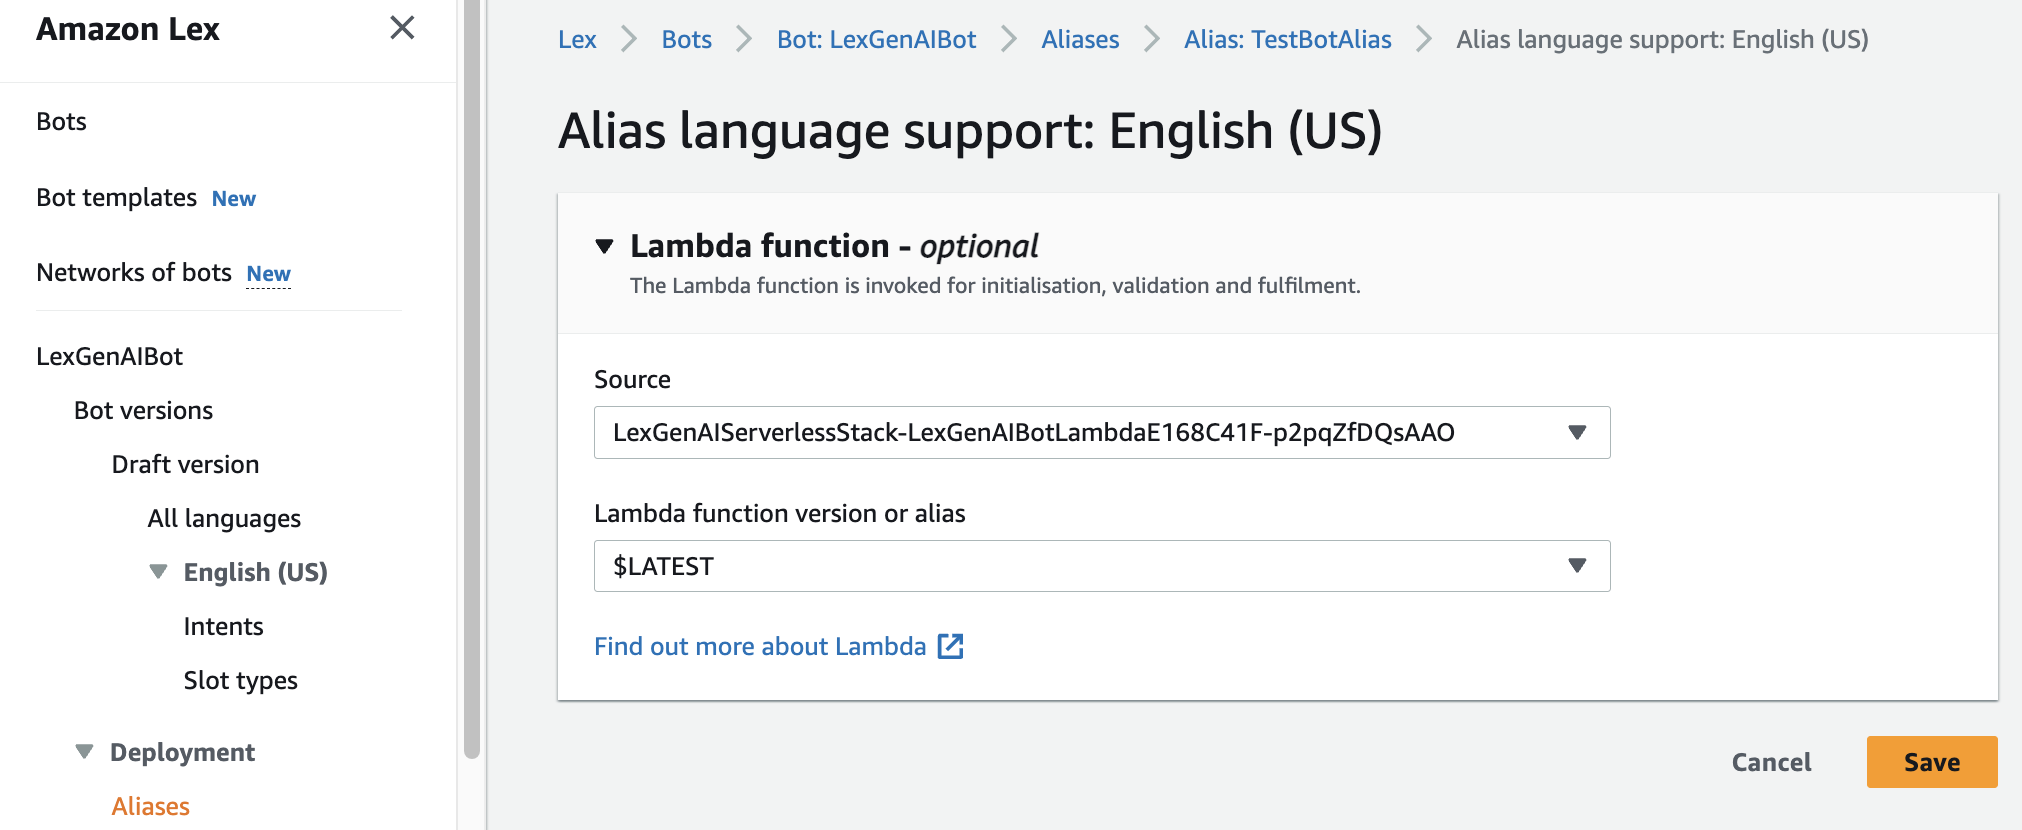 Amazon Lex
Bots
Bot templates New
Networks of bots New
LexGenAIBot
Bot versions
Draft version
All languages
English (US)
Intents
Slot types
Deployment
Aliases
Lex Bots Bot: LexGenAIBot Aliases Alias: TestBotAlias Alias language support: English (US)
Alias language support: English (US)
Lambda function - optional
The Lambda function is invoked for initialisation, validation and fulfilment.
Source
LexGenAIServerlessStack-LexGenAIBotLambdaE168C41F-p2pqZfDQsAAO
Lambda function version or alias
$LATEST
Find out more about Lambda
Cancel Save